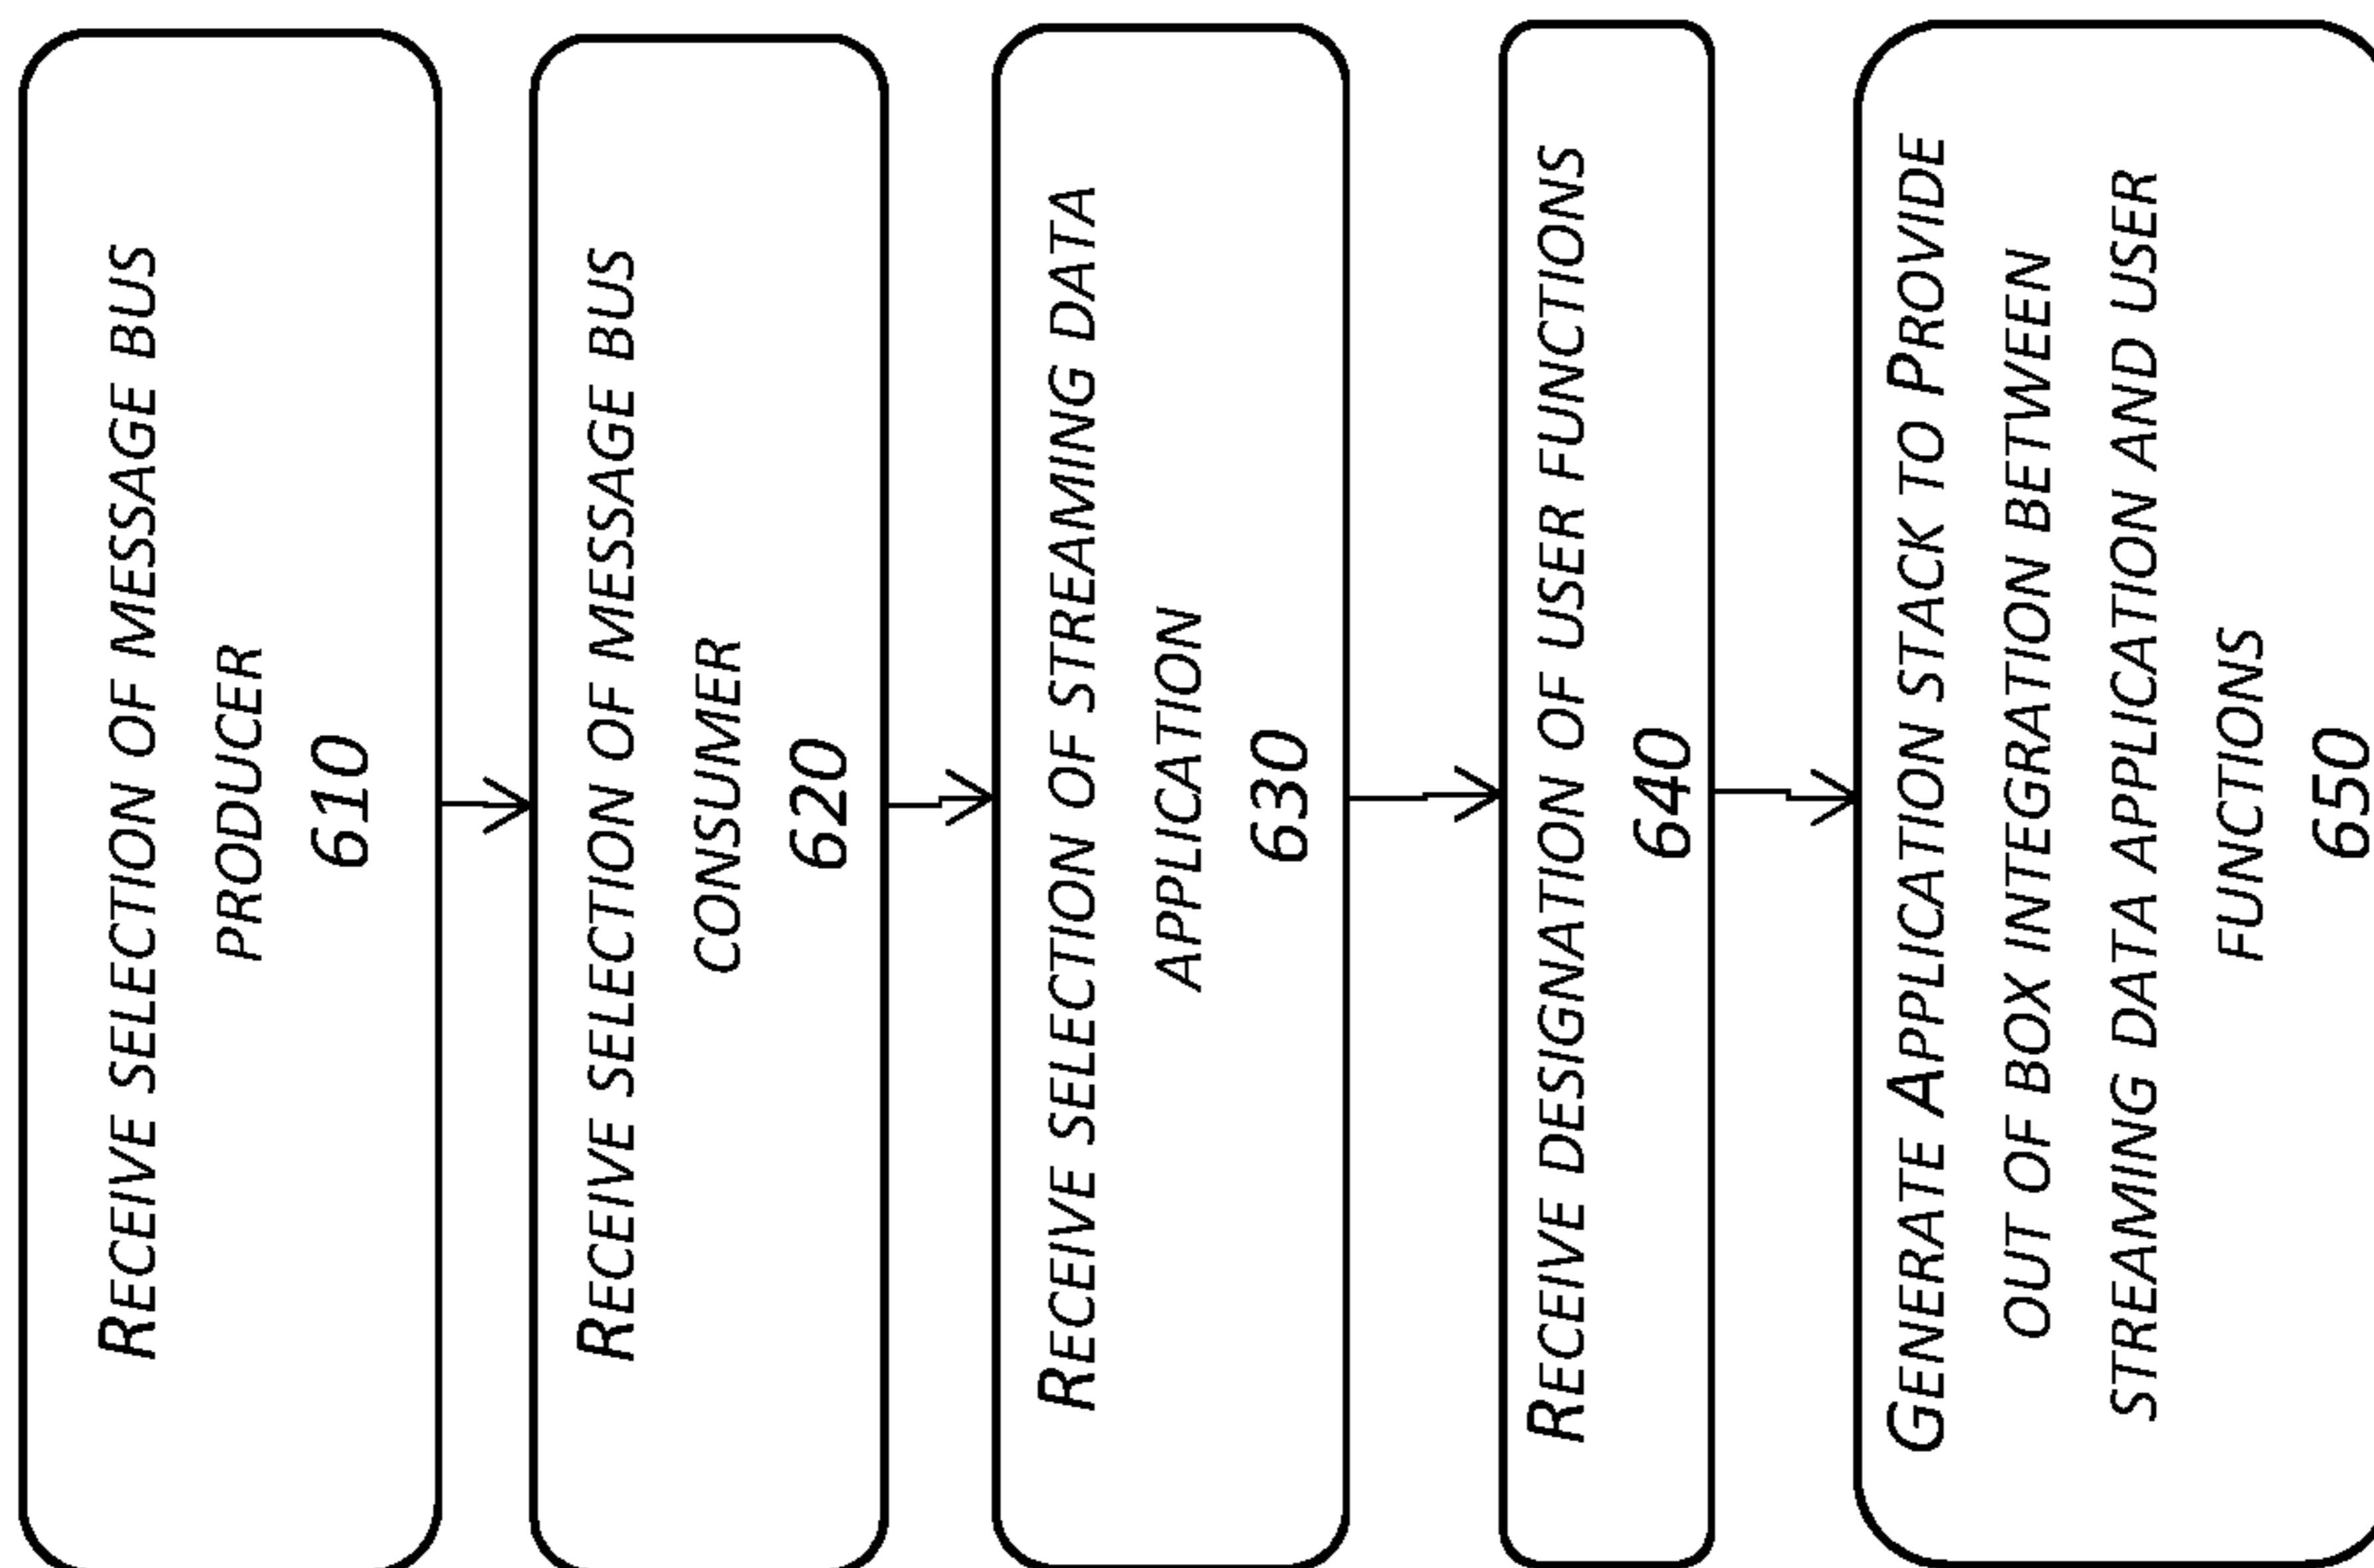 RECEIVE SELECTION OF MESSAGE BUS
PRODUCER
610
RECEIVE SELECTION OF MESSAGE BUS
CONSUMER
620
RECEIVE SELECTION OF STREAMING DATA
APPLICATION
630
RECEIVE DESIGNATION OF USER FUNCTIONS
640
GENERATE APPLICATION STACK TO PROVIDE
OUT OF BOX INTEGRATION BETWEEN
STREAMING DATA APPLICATION AND USER
FUNCTIONS
650